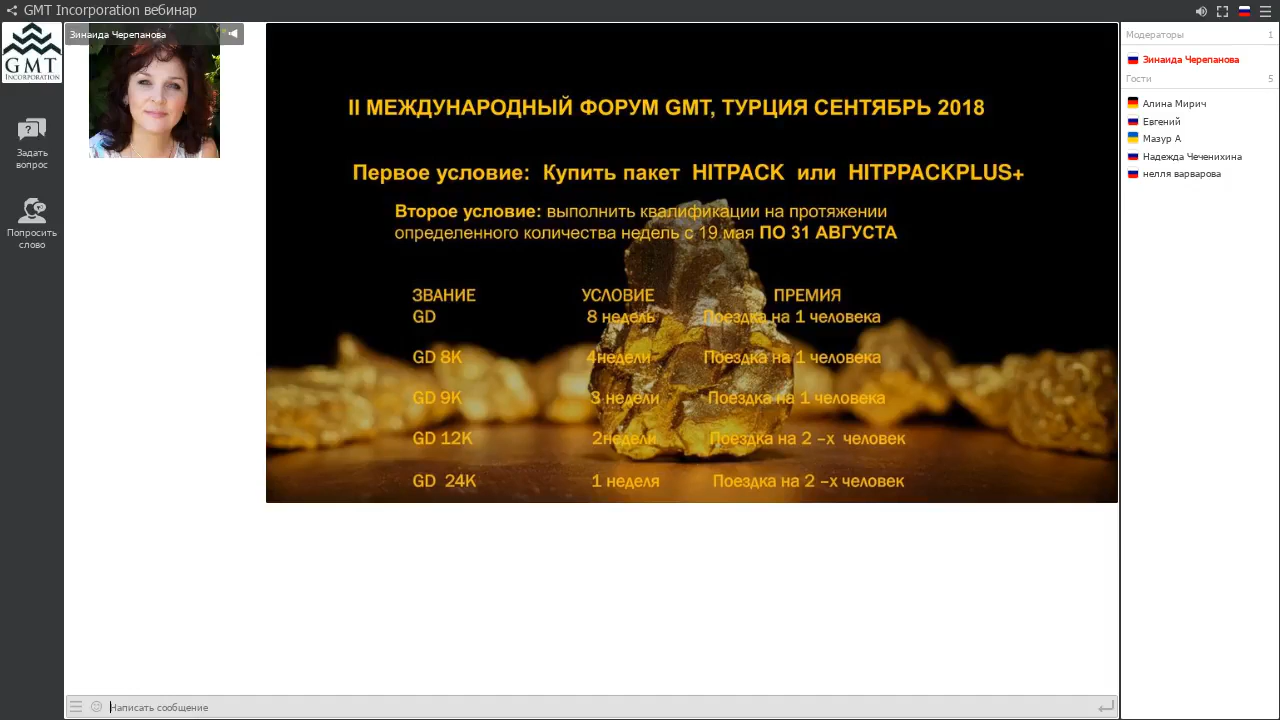 GMT Incorporation вебинар
GMT
INCORPORATION
Задать
вопрос
Попросить
слово
Зинаида Черепанова
II МЕЖДУНАРОДНЫЙ ФОРУМ GMT, ТУРЦИЯ СЕНТЯБРЬ 2018
Первое условие: Купить пакет HITPACK или HITPPACKPLUS+
Второе условие: выполнить квалификации на протяжении
определенного количества недель с 19 мая ПО 31 АВГУСТА
ЗВАНИЕ УСЛОВИЕ ПРЕМИЯ
GD 8 недель Поездка на 1 человека
GD 8K 4недели Поездка на 1 человека
GD 9K 3 недели Поездка на 1 человека
GD 12K 2недели Поездка на 2 –х человек
GD 24K 1 неделя Поездка на 2 –х человек
Написать сообщение
Модераторы 1
Зинаида Черепанова
Гости 5
Алина Мирич
Евгений
Мазур А
Надежда Чеченихина
нелля варварова